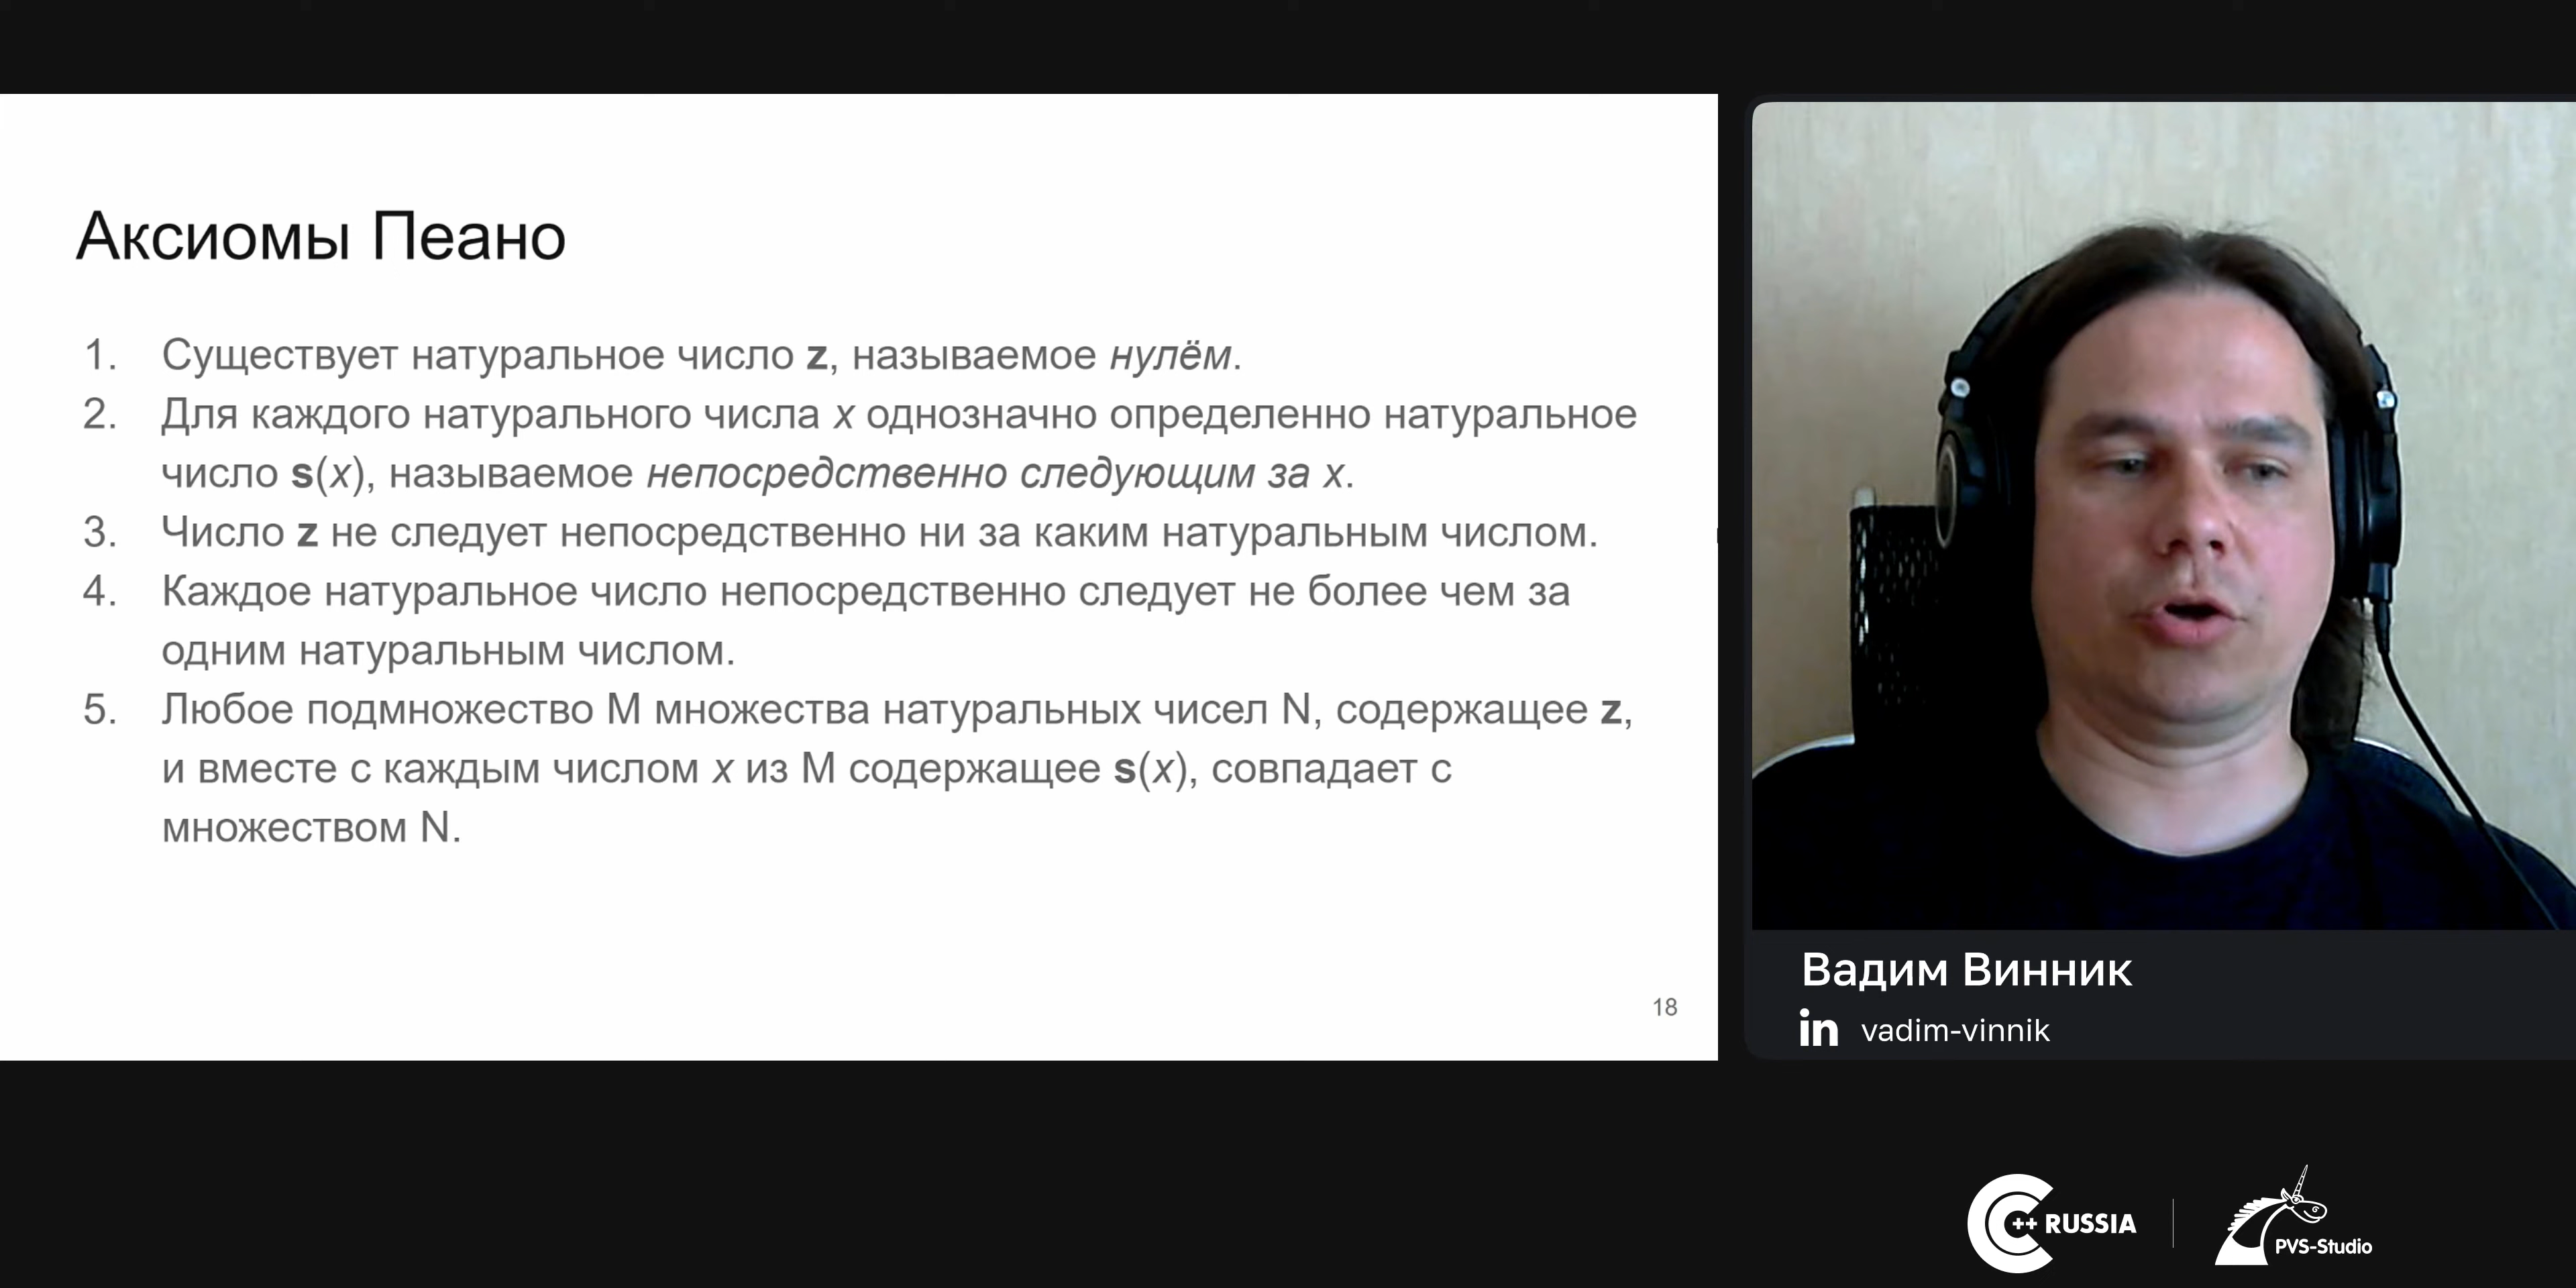 Аксиомы Пеано
1. Существует натуральное число z, называемое нулём.
2. Для каждого натурального числа x однозначно определенно натуральное
число s(x), называемое непосредственно следующим за x.
3. Число z не следует непосредственно ни за каким натуральным числом.
4. Каждое натуральное число непосредственно следует не более чем за
одним натуральным числом.
5. Любое подмножество M множества натуральных чисел N, содержащее z,
и вместе с каждым числом x из M содержащее s(x), совпадает с
множеством N.
18
Вадим Винник
in vadim-vinnik
C++ RUSSIA
PVS-Studio